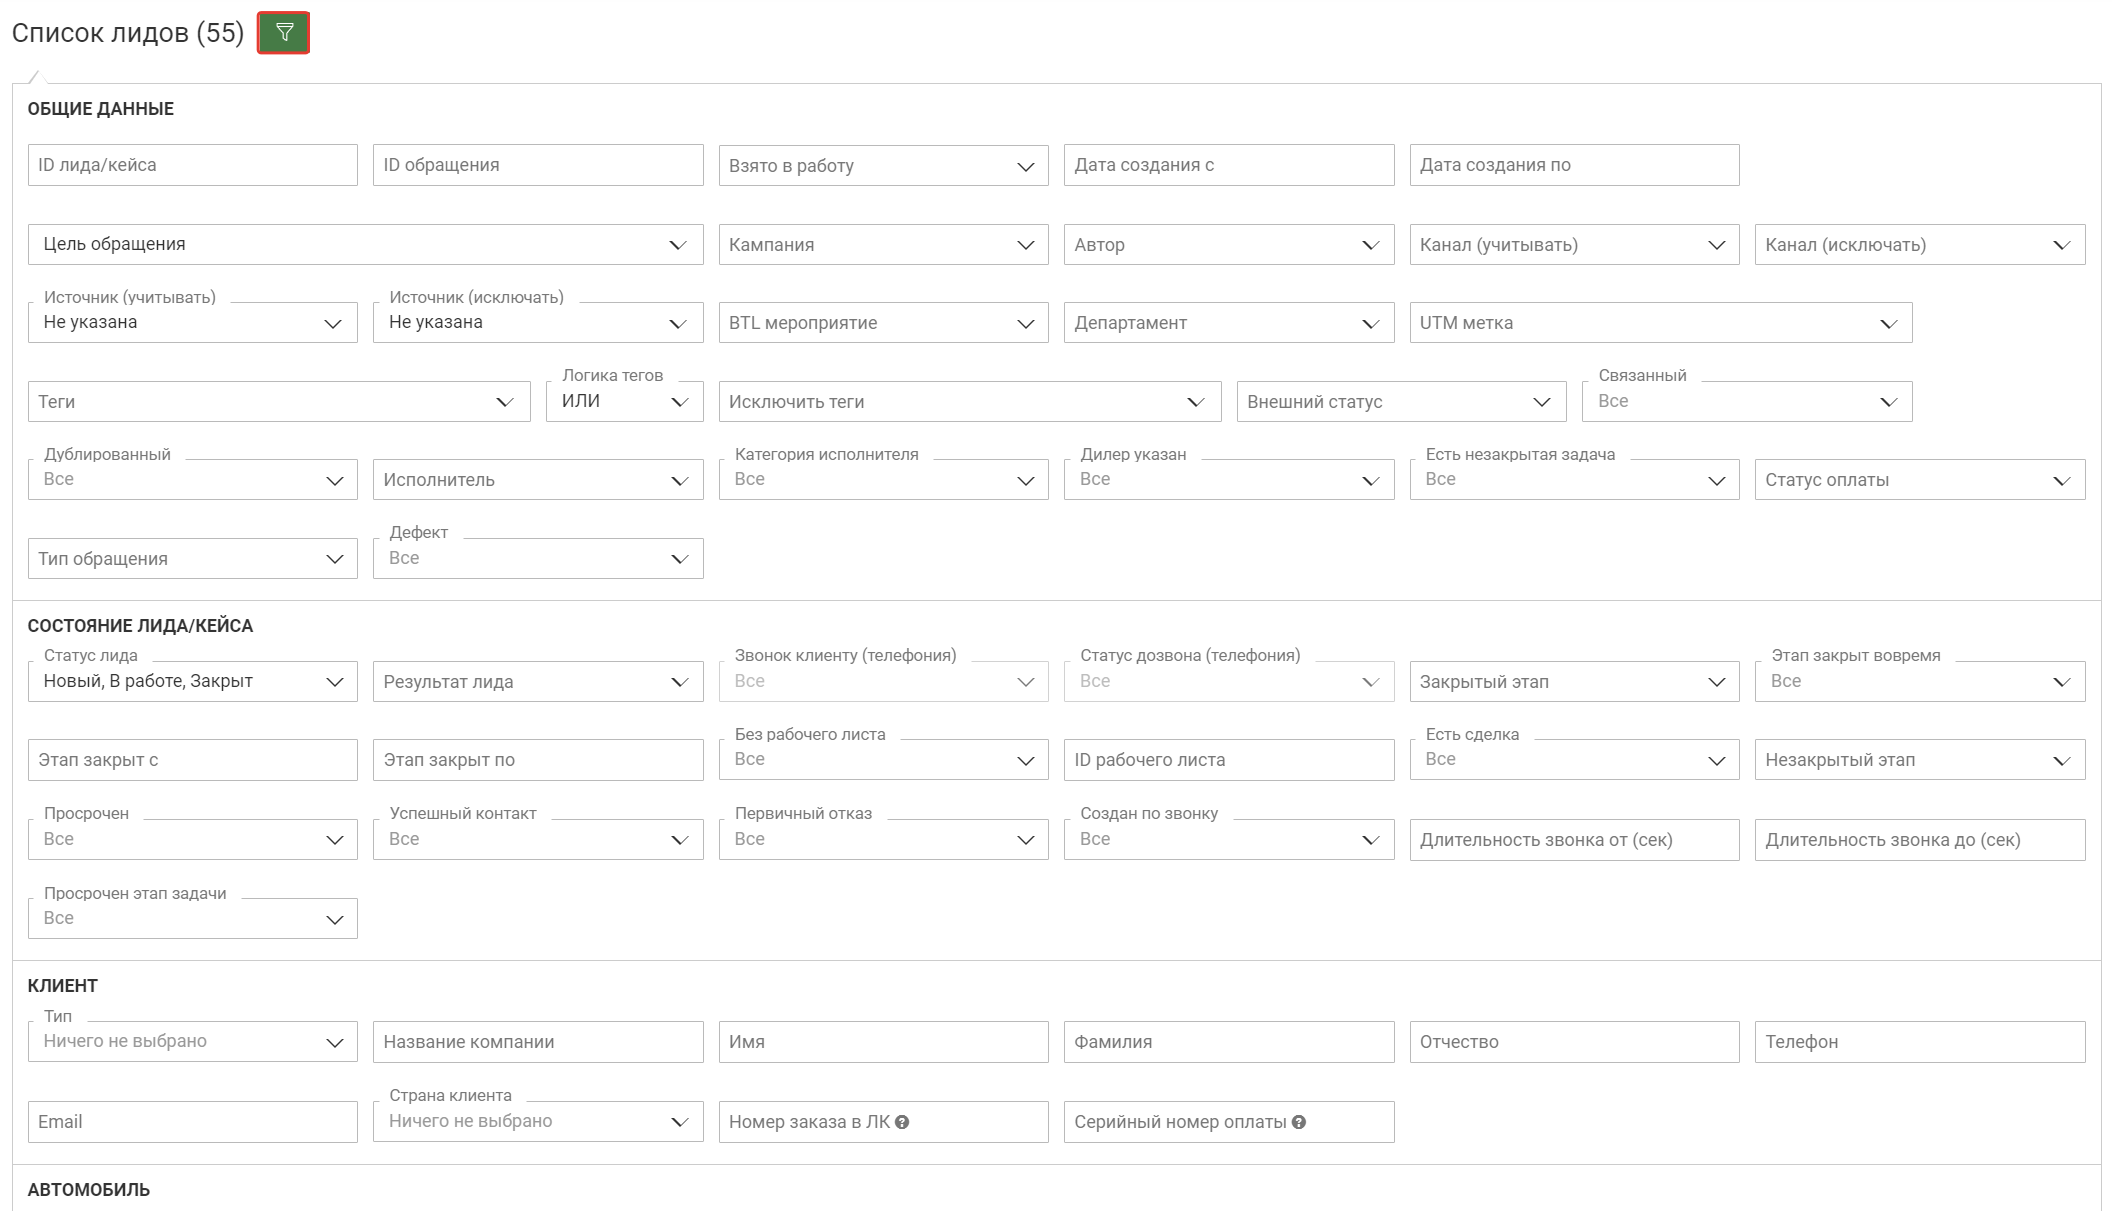 Список лидов (55)
ОБЩИЕ ДАННЫЕ
ID лида/кейса
ID обращения
Взято в работу
Дата создания с
Дата создания по
Цель обращения
Кампания
Автор
Канал (учитывать)
Канал (исключать)
Источник (учитывать)
Не указана
Источник (исключать)
Не указана
BTL мероприятие
Департамент
UTM метка
Теги
Логика тегов
ИЛИ
Исключить теги
Внешний статус
Связанный
Все
Дублированный
Все
Исполнитель
Категория исполнителя
Все
Дилер указан
Все
Есть незакрытая задача
Все
Статус оплаты
Тип обращения
Дефект
Все
СОСТОЯНИЕ ЛИДА/КЕЙСА
Статус лида
Новый, В работе, Закрыт
Результат лида
Звонок клиенту (телефония)
Все
Статус дозвона (телефония)
Все
Закрытый этап
Этап закрыт вовремя
Все
Этап закрыт с
Этап закрыт по
Без рабочего листа
Все
ID рабочего листа
Есть сделка
Все
Незакрытый этап
Просрочен
Все
Успешный контакт
Все
Первичный отказ
Все
Создан по звонку
Все
Длительность звонка от (сек)
Длительность звонка до (сек)
Просрочен этап задачи
Все
КЛИЕНТ
Тип
Ничего не выбрано
Название компании
Имя
Фамилия
Отчество
Телефон
Email
Страна клиента
Ничего не выбрано
Номер заказа в ЛК
Серийный номер оплаты
АВТОМОБИЛЬ